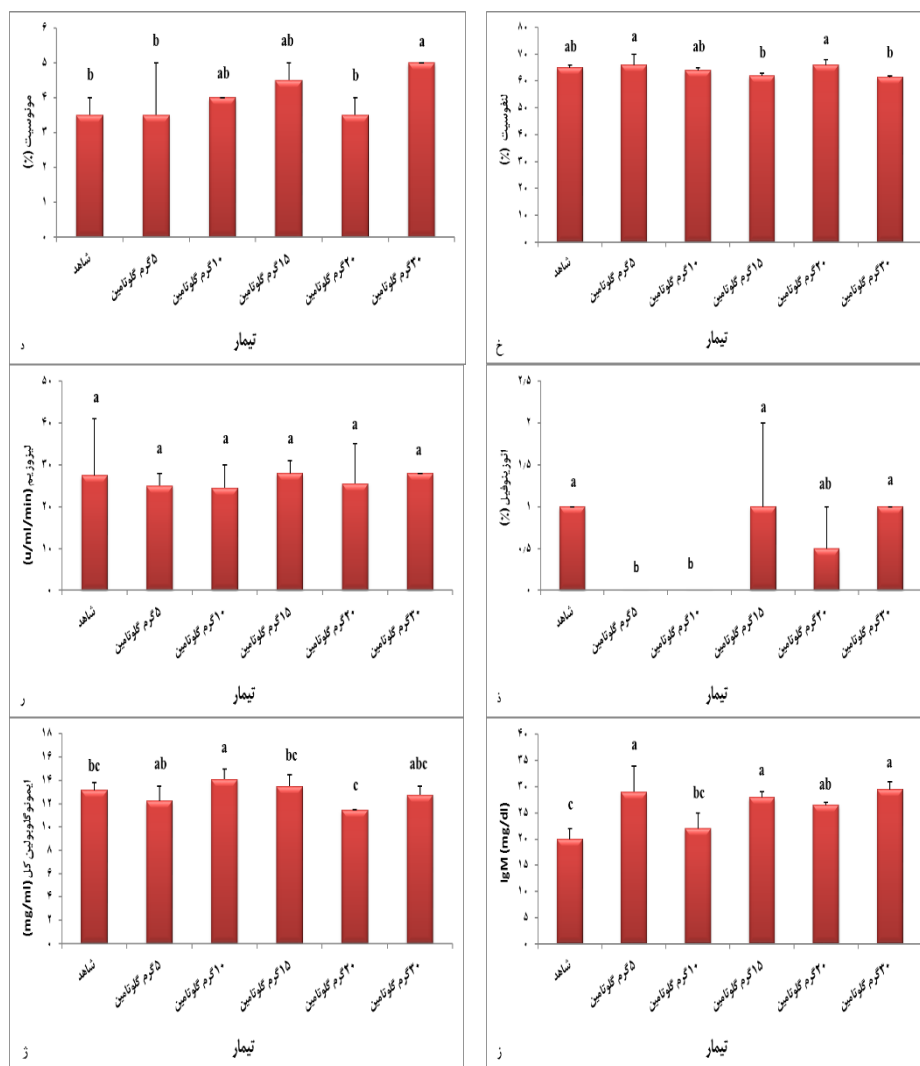 لنفوسیت (%)
۸۰
۷۰
۶۰
۵۰
۴۰
۳۰
۲۰
۱۰
۰
ab a ab b a b
شاهد
۵گرم گلوتامین
۱۰گرم گلوتامین
۱۵گرم گلوتامین
۲۰گرم گلوتامین
۳۰گرم گلوتامین
تیمار
خ
مونوسیت (%)
۶
۵
۴
۳
۲
۱
۰
b b ab ab b a
شاهد
۵گرم گلوتامین
۱۰گرم گلوتامین
۱۵گرم گلوتامین
۲۰گرم گلوتامین
۳۰گرم گلوتامین
تیمار
د
ائوزینوفیل (%)
۲٫۵
۲
۱٫۵
۱
۰٫۵
۰
a b b a ab a
شاهد
۵گرم گلوتامین
۱۰گرم گلوتامین
۱۵گرم گلوتامین
۲۰گرم گلوتامین
۳۰گرم گلوتامین
تیمار
ذ
لیزوزیم (u/ml/min)
۵۰
۴۰
۳۰
۲۰
۱۰
۰
a a a a a a
شاهد
۵گرم گلوتامین
۱۰گرم گلوتامین
۱۵گرم گلوتامین
۲۰گرم گلوتامین
۳۰گرم گلوتامین
تیمار
ر
IgM (mg/dl)
۴۰
۳۵
۳۰
۲۵
۲۰
۱۵
۱۰
۵
۰
c a bc a ab a
شاهد
۵گرم گلوتامین
۱۰گرم گلوتامین
۱۵گرم گلوتامین
۲۰گرم گلوتامین
۳۰گرم گلوتامین
تیمار
ز
ایمونوگلوبولین کل (mg/ml)
۱۸
۱۶
۱۴
۱۲
۱۰
۸
۶
۴
۲
۰
bc ab a bc c abc
شاهد
۵گرم گلوتامین
۱۰گرم گلوتامین
۱۵گرم گلوتامین
۲۰گرم گلوتامین
۳۰گرم گلوتامین
تیمار
ژ